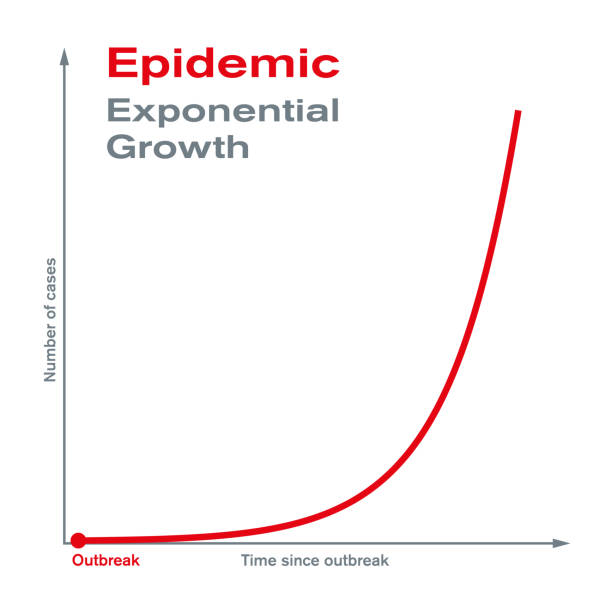 Epidemic
Exponential
Growth
Number of cases
Outbreak
Time since outbreak